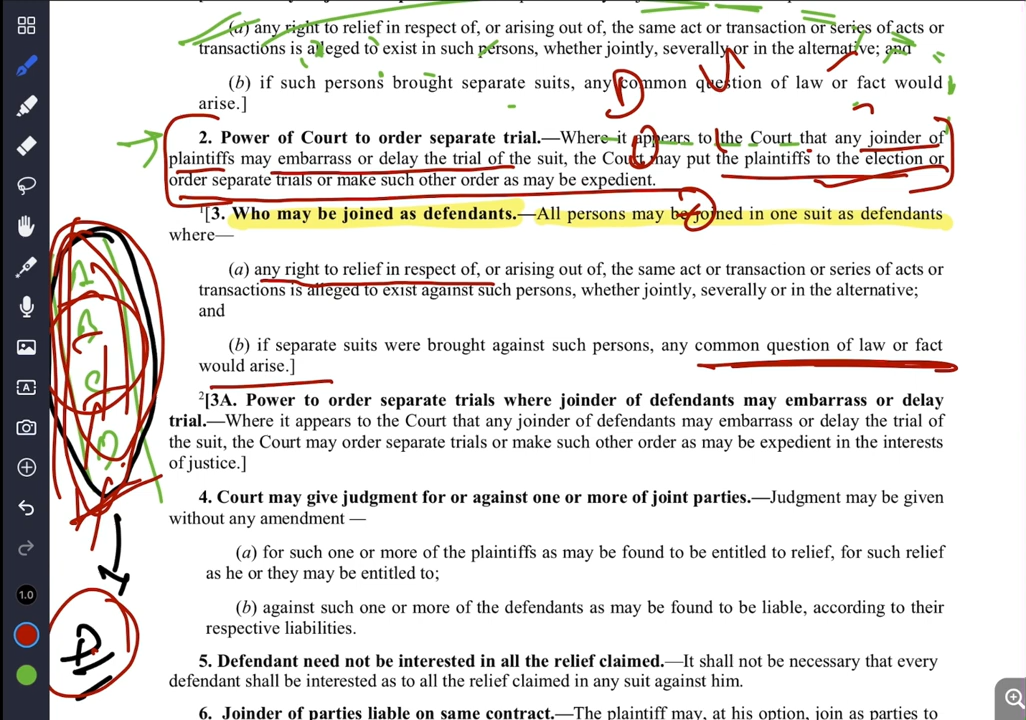 (a) any right to relief in respect of, or arising out of, the same act or transaction or series of acts or
transactions is alleged to exist in such persons, whether jointly, severally or in the alternative; and
(b) if such persons brought separate suits, any common question of law or fact would
arise.]
2. Power of Court to order separate trial.—Where it appears to the Court that any joinder of
plaintiffs may embarrass or delay the trial of the suit, the Court may put the plaintiffs to the election or
order separate trials or make such other order as may be expedient.
1[3. Who may be joined as defendants.—All persons may be joined in one suit as defendants
where—
(a) any right to relief in respect of, or arising out of, the same act or transaction or series of acts or
transactions is alleged to exist against such persons, whether jointly, severally or in the alternative;
and
(b) if separate suits were brought against such persons, any common question of law or fact
would arise.]
2[3A. Power to order separate trials where joinder of defendants may embarrass or delay
trial.—Where it appears to the Court that any joinder of defendants may embarrass or delay the trial of
the suit, the Court may order separate trials or make such other order as may be expedient in the interests
of justice.]
4. Court may give judgment for or against one or more of joint parties.—Judgment may be given
without any amendment —
(a) for such one or more of the plaintiffs as may be found to be entitled to relief, for such relief
as he or they may be entitled to;
(b) against such one or more of the defendants as may be found to be liable, according to their
respective liabilities.
5. Defendant need not be interested in all the relief claimed.—It shall not be necessary that every
defendant shall be interested as to all the relief claimed in any suit against him.
6. Joinder of parties liable on same contract.—The plaintiff may, at his option, join as parties to
1.0
A
D